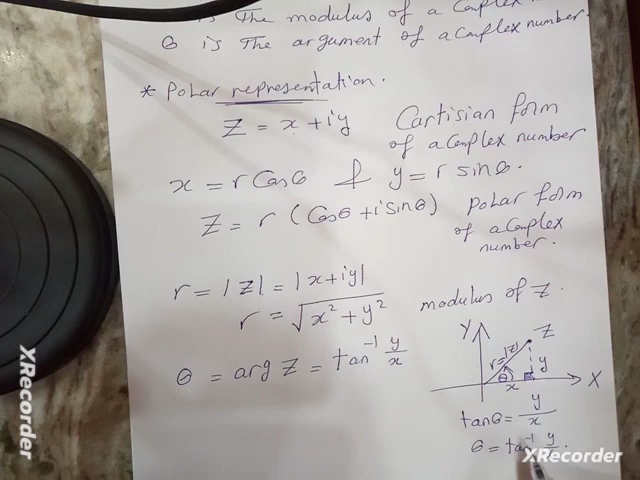 is The modulus of a Complex
θ is The argument of a Complex number.
* Polar representation.
Z = x + iy Cartisian form
of a Complex number
x = r Cosθ & y = r sinθ.
Z = r (Cosθ + i sinθ) polar form
of a Complex
number.
r = |Z| = |x+iy|
r = √(x² + y²) modulus of Z.
θ = arg Z = tan⁻¹ y/x
Y
Z
r=|z|
y
θ
x
X
tanθ = y/x
θ = tan⁻¹ y/x.
XRecorder
XRecorder